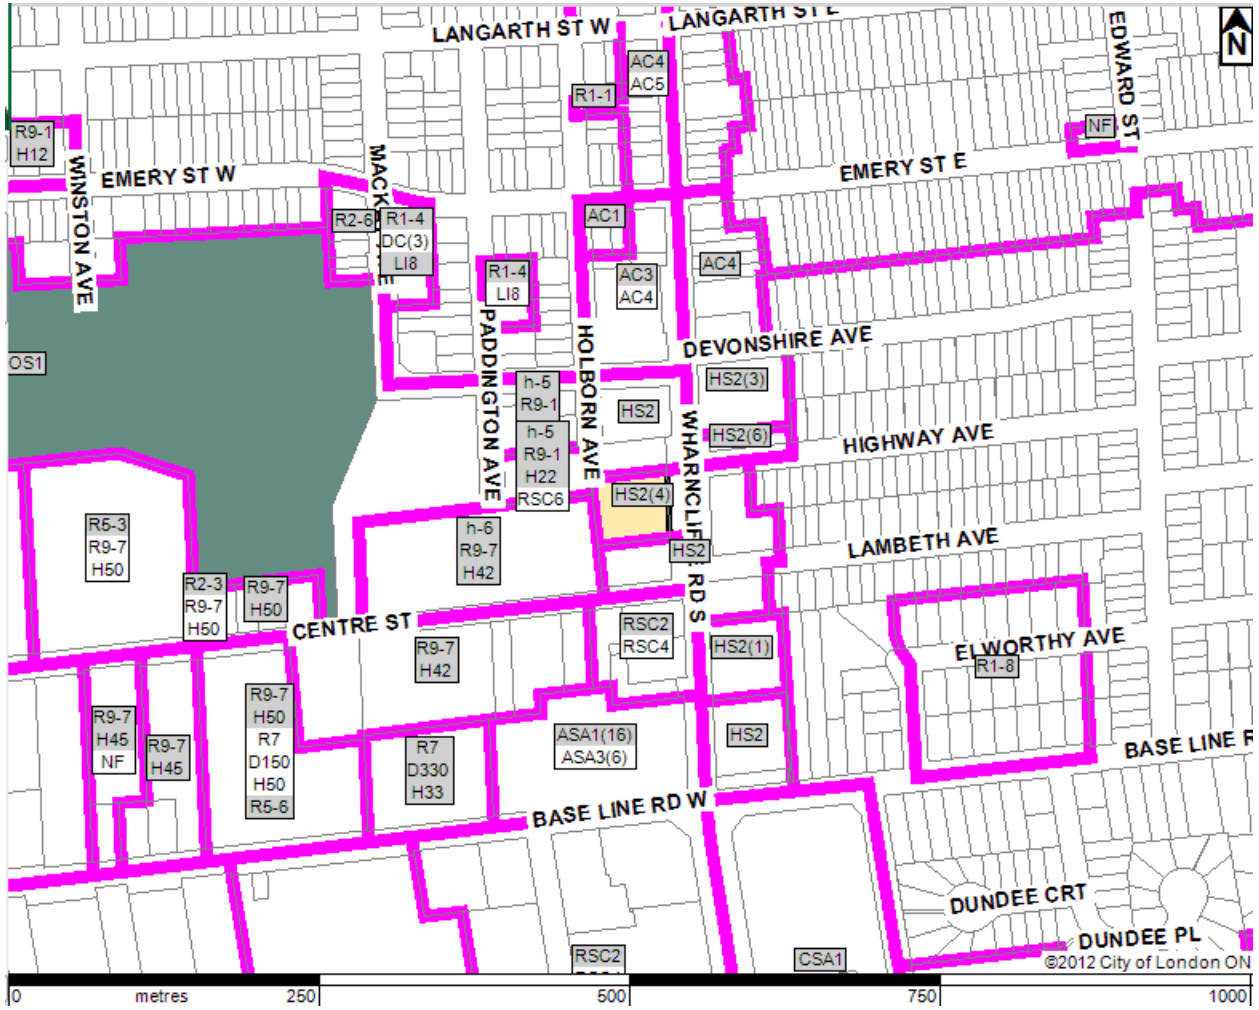 LANGARTH ST W
LANGARTH ST E
N
EDWARD ST
AC4
AC5
R1-1
NF
R9-1
H12
EMERY ST W
EMERY ST E
WINSTON AVE
R2-6
R1-4
DC(3)
LI8
AC1
AC4
R1-4
LI8
AC3
AC4
PADDINGTON AVE
HOLBORN AVE
DEVONSHIRE AVE
OS1
h-5
R9-1
HS2
HS2(3)
WHARNCLIFFE RD S
HS2(6)
HIGHWAY AVE
h-5
R9-1
H22
RSC6
HS2(4)
R5-3
R9-7
H50
h-6
R9-7
H42
HS2
LAMBETH AVE
R2-3
R9-7
H50
R9-7
H50
CENTRE ST
RSC2
RSC4
HS2(1)
ELWORTHY AVE
R1-8
R9-7
H42
R9-7
H45
NF
R9-7
H45
R9-7
H50
R7
D150
H50
R5-6
R7
D330
H33
ASA1(16)
ASA3(6)
HS2
BASE LINE R
BASE LINE RD W
DUNDEE CRT
DUNDEE PL
RSC2
CSA1
©2012 City of London ON
0 metres 250 500 750 1000